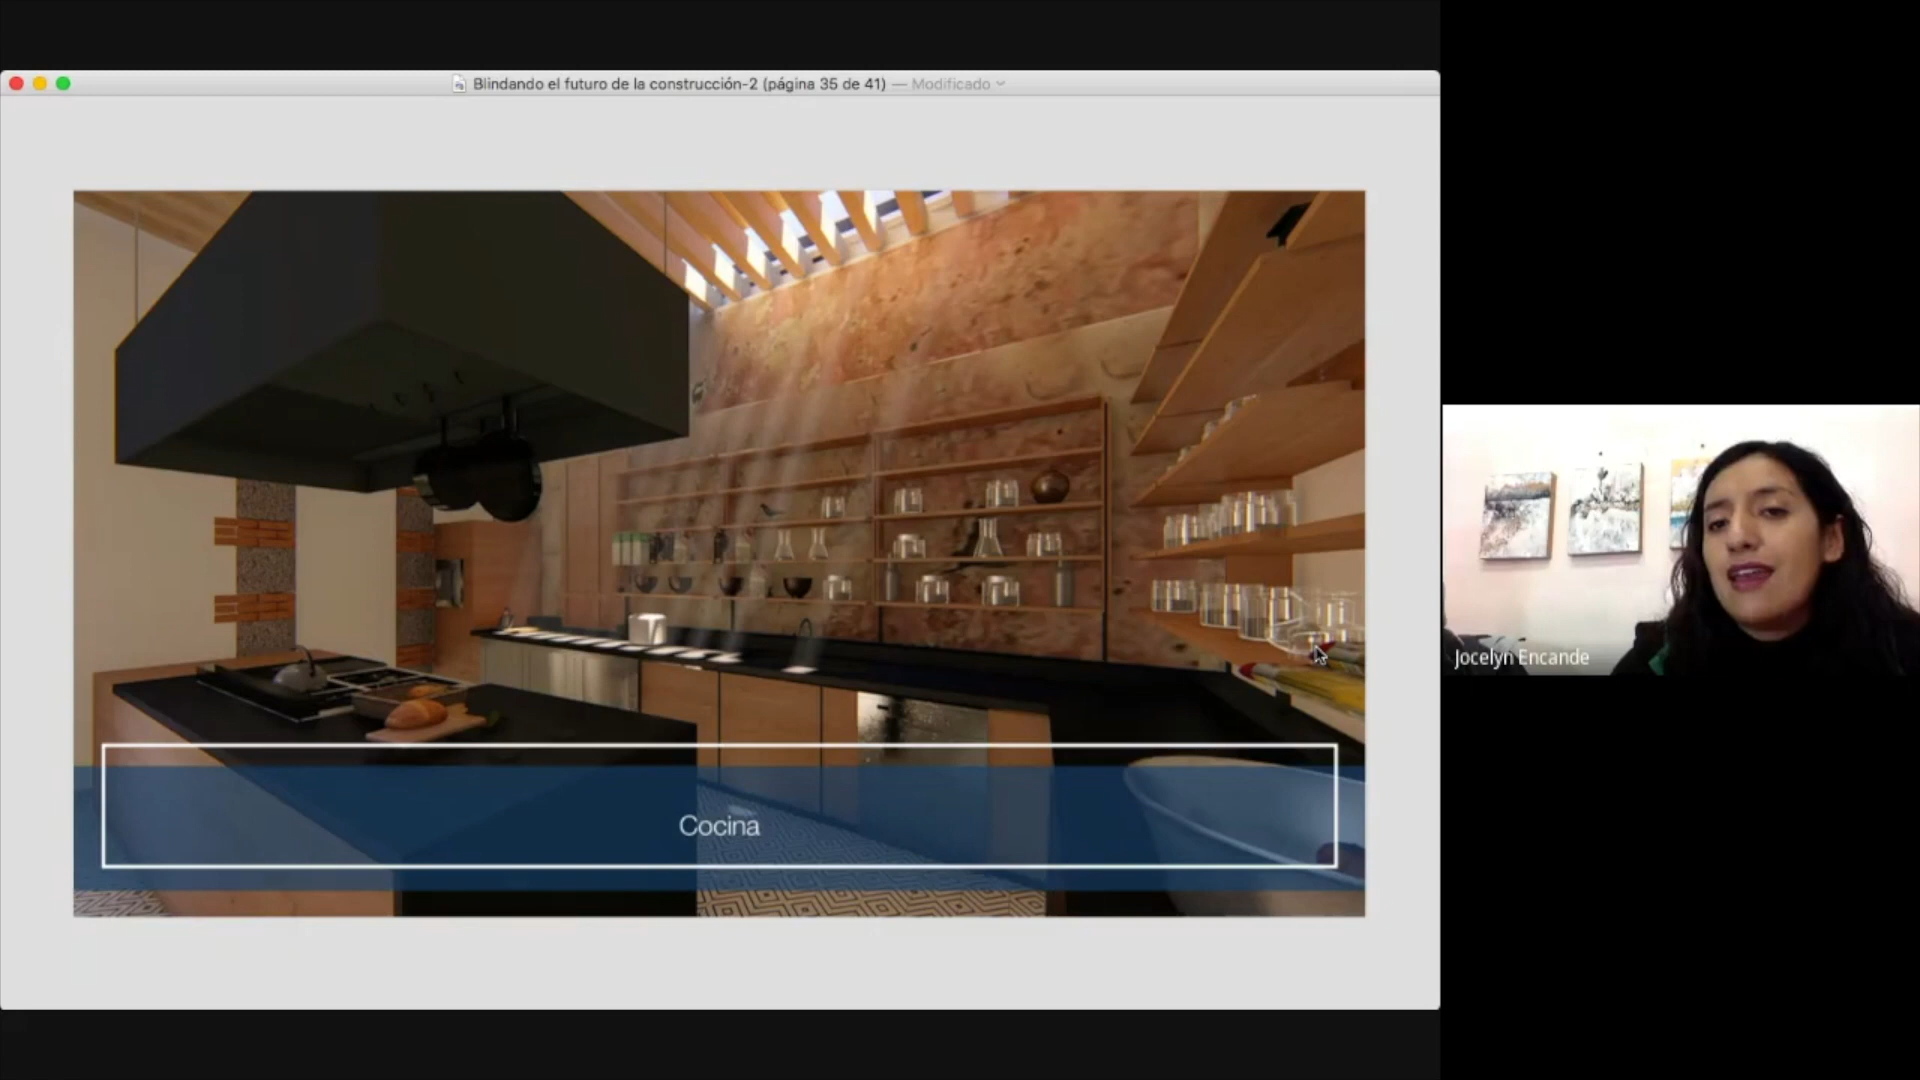 Blindando el futuro de la construcción-2 (página 35 de 41) — Modificado
Cocina
Jocelyn Encande